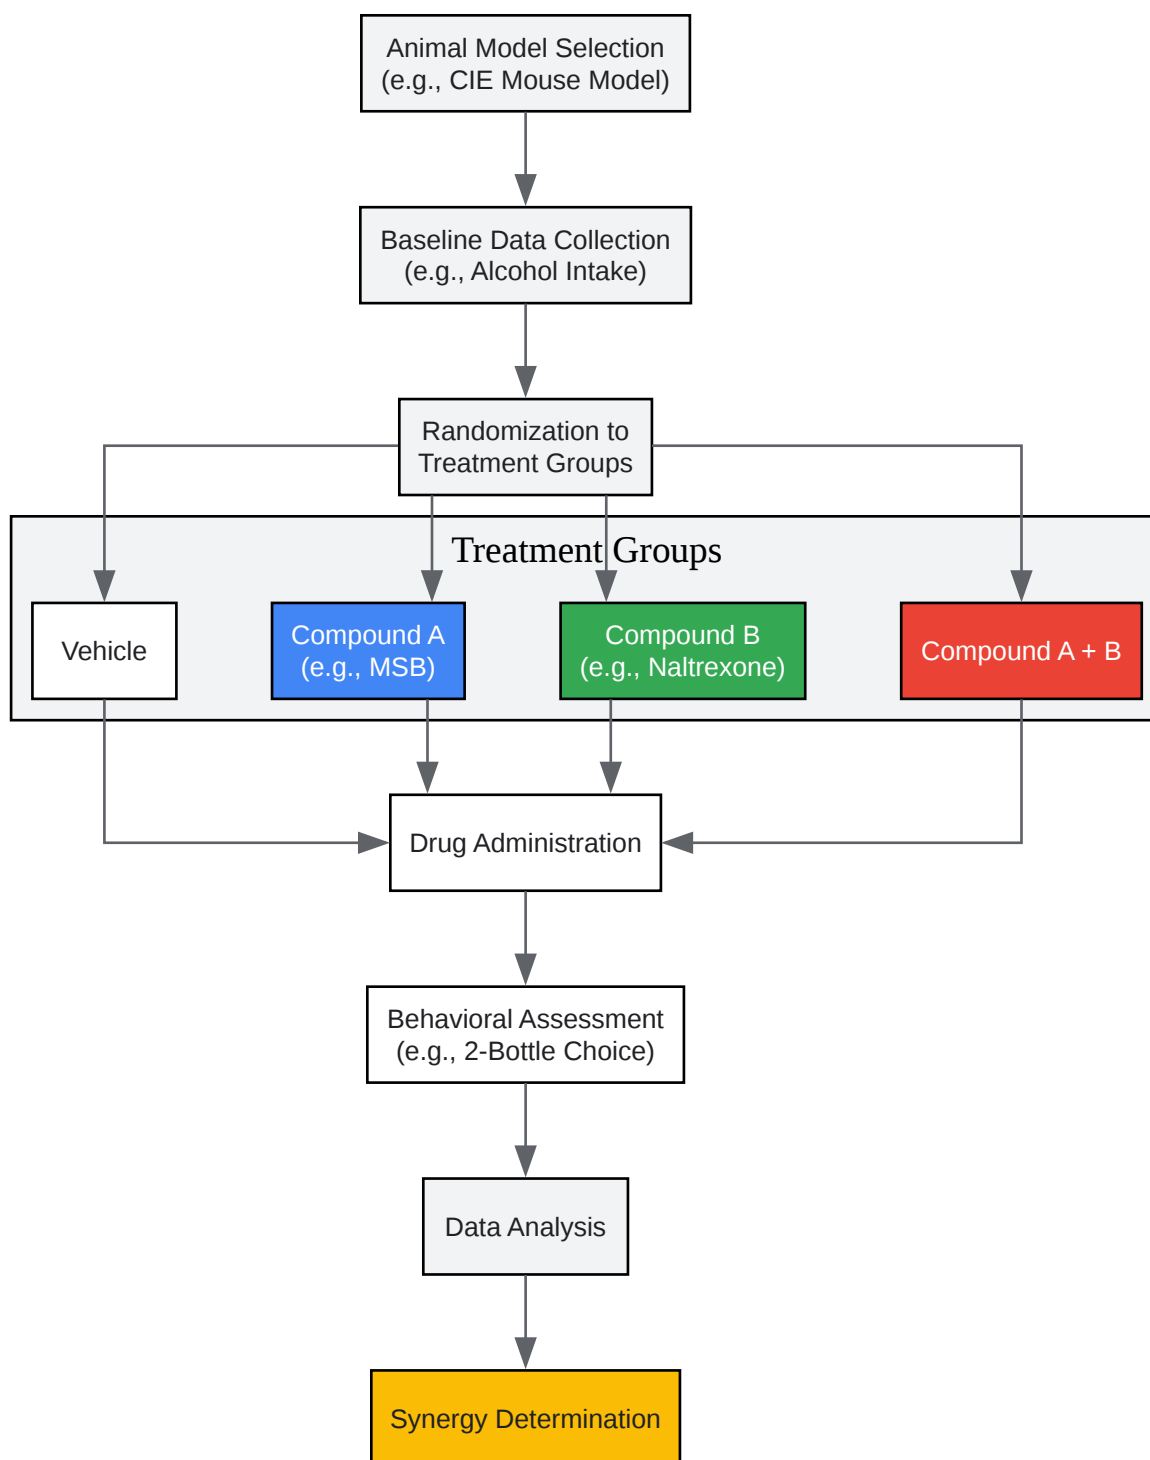 Animal Model Selection
(e.g., CIE Mouse Model)
Baseline Data Collection
(e.g., Alcohol Intake)
Randomization to
Treatment Groups
Treatment Groups
Vehicle
Compound A
(e.g., MSB)
Compound B
(e.g., Naltrexone)
Compound A + B
Drug Administration
Behavioral Assessment
(e.g., 2-Bottle Choice)
Data Analysis
Synergy Determination